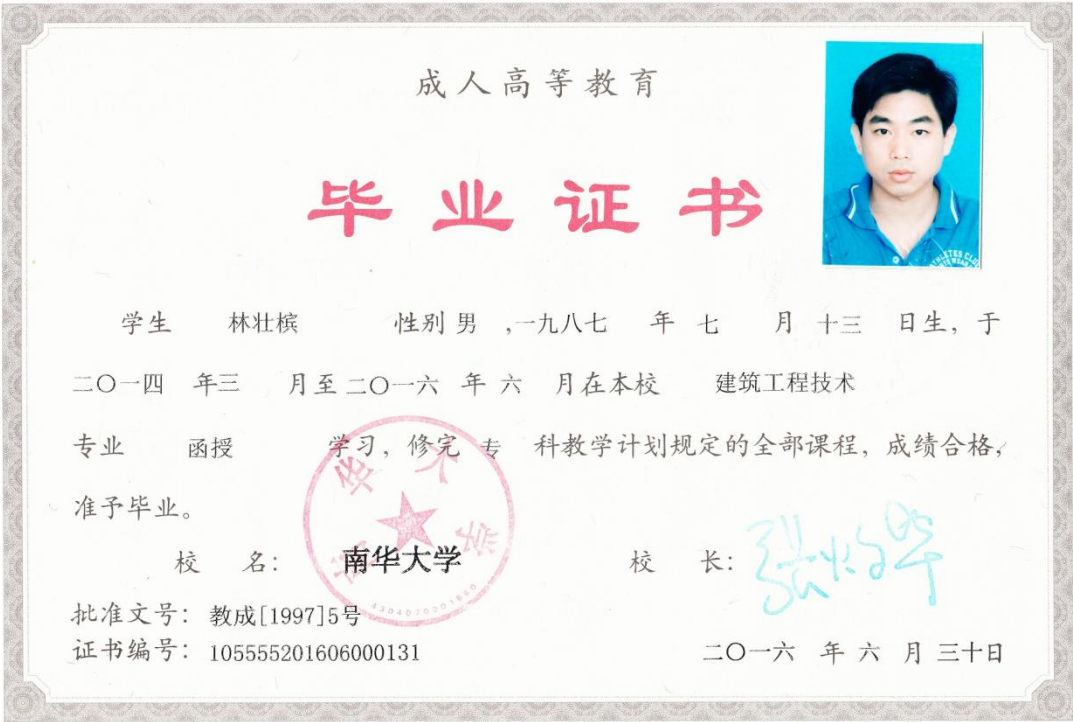 成人高等教育
毕业证书
学生 林壮槟 性别 男 ,一九八七 年 七 月 十三 日生，于
二〇一四 年三 月至二〇一六 年 六 月在本校 建筑工程技术
专业 函授 学习，修完 专 科教学计划规定的全部课程，成绩合格，
准予毕业。
校 名： 南华大学 校 长：
批准文号： 教成[1997]5号
证书编号： 105555201606000131
二〇一六 年 六 月 三十日
南华大学
ATHLETES CLUB